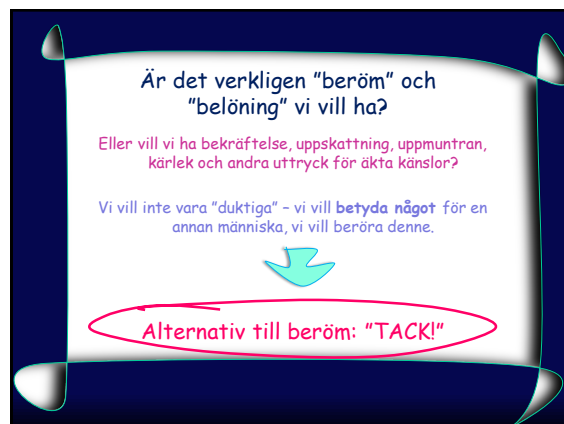 Är det verkligen ”beröm” och
”belöning” vi vill ha?
Eller vill vi ha bekräftelse, uppskattning, uppmuntran,
kärlek och andra uttryck för äkta känslor?
Vi vill inte vara ”duktiga” – vi vill betyda något för en
annan människa, vi vill beröra denne.
Alternativ till beröm: ”TACK!”